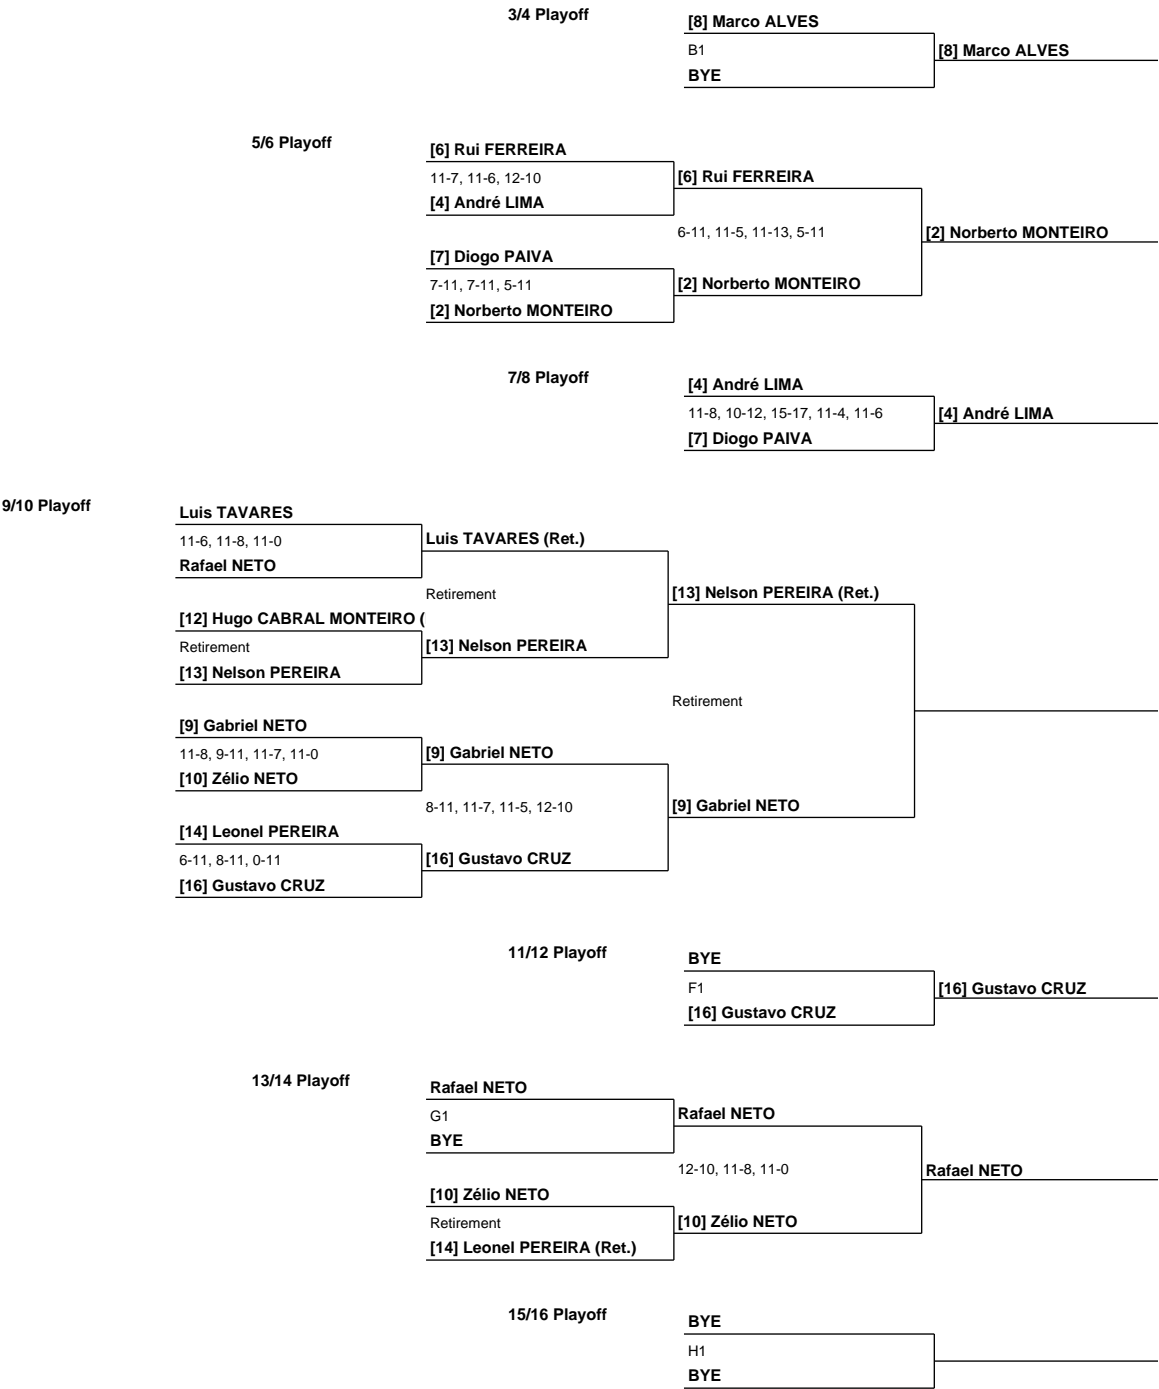 3/4 Playoff
[8] Marco ALVES
B1
[8] Marco ALVES
BYE
5/6 Playoff
[6] Rui FERREIRA
11-7, 11-6, 12-10
[6] Rui FERREIRA
[4] André LIMA
6-11, 11-5, 11-13, 5-11
[2] Norberto MONTEIRO
[7] Diogo PAIVA
7-11, 7-11, 5-11
[2] Norberto MONTEIRO
[2] Norberto MONTEIRO
7/8 Playoff
[4] André LIMA
11-8, 10-12, 15-17, 11-4, 11-6
[4] André LIMA
[7] Diogo PAIVA
9/10 Playoff
Luis TAVARES
11-6, 11-8, 11-0
Luis TAVARES (Ret.)
Rafael NETO
Retirement
[13] Nelson PEREIRA (Ret.)
[12] Hugo CABRAL MONTEIRO (
Retirement
[13] Nelson PEREIRA
[13] Nelson PEREIRA
Retirement
[9] Gabriel NETO
11-8, 9-11, 11-7, 11-0
[9] Gabriel NETO
[10] Zélio NETO
8-11, 11-7, 11-5, 12-10
[9] Gabriel NETO
[14] Leonel PEREIRA
6-11, 8-11, 0-11
[16] Gustavo CRUZ
[16] Gustavo CRUZ
11/12 Playoff
BYE
F1
[16] Gustavo CRUZ
[16] Gustavo CRUZ
13/14 Playoff
Rafael NETO
G1
Rafael NETO
BYE
12-10, 11-8, 11-0
Rafael NETO
[10] Zélio NETO
Retirement
[10] Zélio NETO
[14] Leonel PEREIRA (Ret.)
15/16 Playoff
BYE
H1
BYE